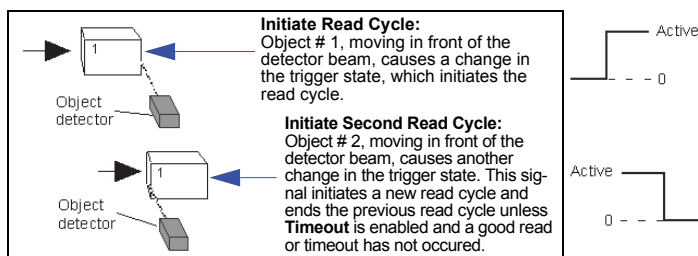 Initiate Read Cycle:
Object # 1, moving in front of the
detector beam, causes a change in
the trigger state, which initiates the
read cycle.
1
Object
detector
Active
0
Initiate Second Read Cycle:
Object # 2, moving in front of the
detector beam, causes another
change in the trigger state. This sig-
nal initiates a new read cycle and
ends the previous read cycle unless
Timeout is enabled and a good read
or timeout has not occured.
1
Object
detector
Active
0